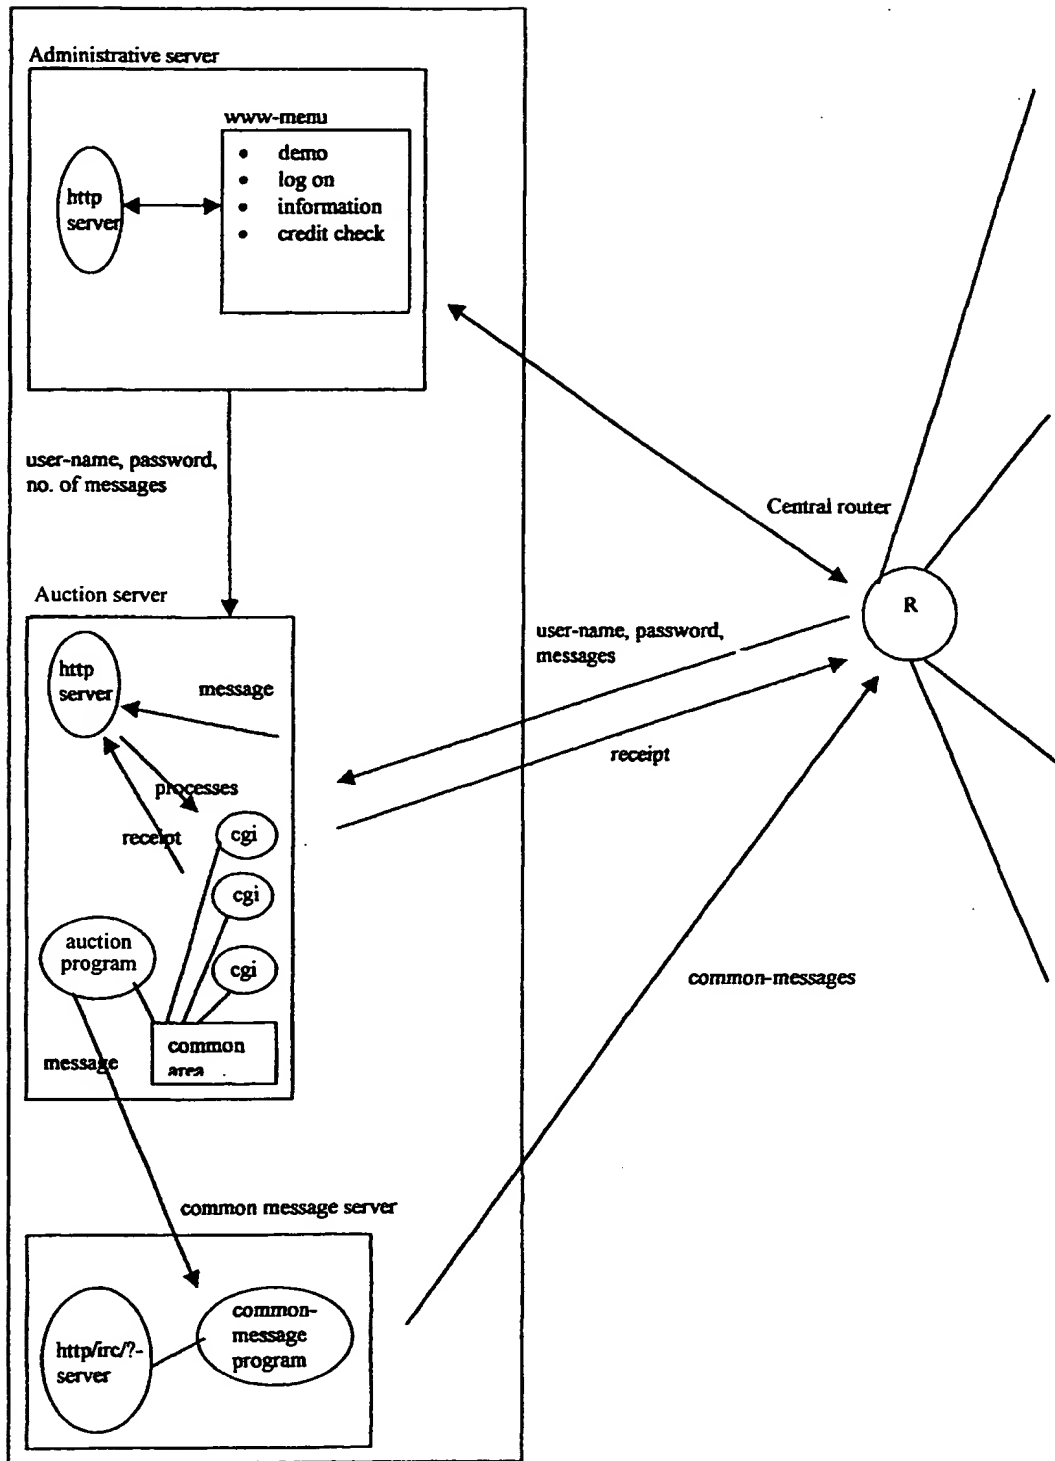 Administrative server
www-menu
• demo
• log on
• information
• credit check
http
server
user-name, password,
no. of messages
Central router
R
Auction server
http
server
message
user-name, password,
messages
receipt
processes
receipt
cgi
cgi
cgi
auction
program
common
area
message
common-messages
common message server
http/irc/?-
server
common-
message
program